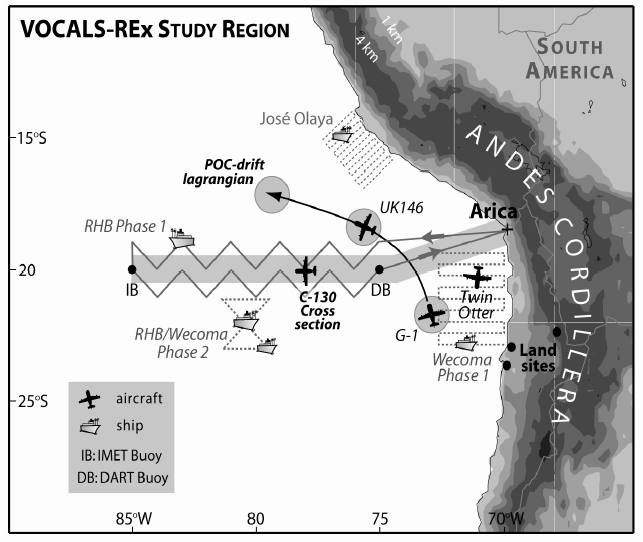 VOCALS-REx STUDY REGION
1 km
4 km
SOUTH
AMERICA
José Olaya
15°S
ANDES CORDILLERA
POC-drift
lagrangian
UK146
Arica
RHB Phase 1
20
IB
C-130
Cross
section
DB
Twin
Otter
G-1
RHB/Wecoma
Phase 2
Wecoma
Phase 1
Land
sites
aircraft
ship
IB: IMET Buoy
DB: DART Buoy
25°S
85°W
80
75
70°W